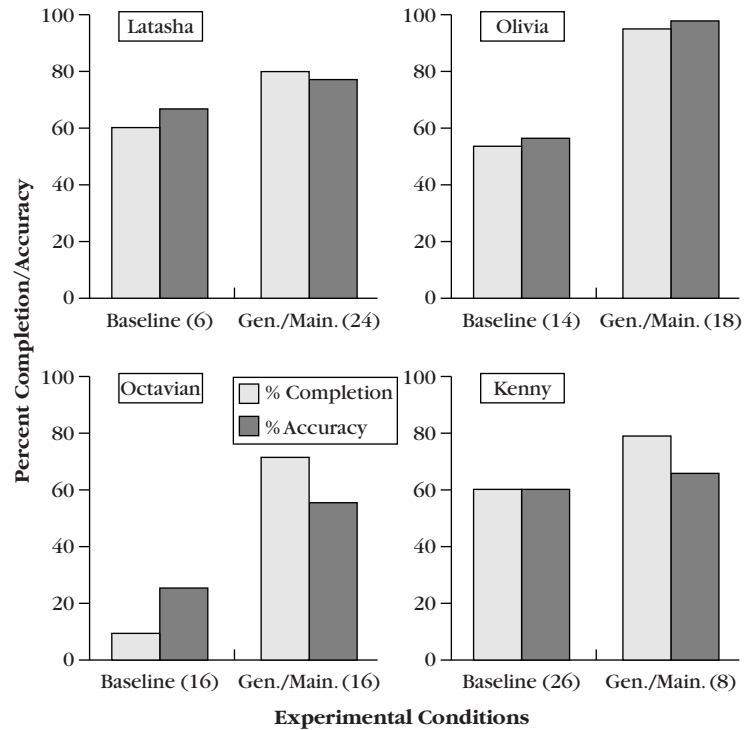 Percent Completion/Accuracy
Latasha
100
80
60
40
20
0
Baseline (6) Gen./Main. (24)
Olivia
100
80
60
40
20
0
Baseline (14) Gen./Main. (18)
Octavian
% Completion
% Accuracy
100
80
60
40
20
0
Baseline (16) Gen./Main. (16)
Kenny
100
80
60
40
20
0
Baseline (26) Gen./Main. (8)
Experimental Conditions